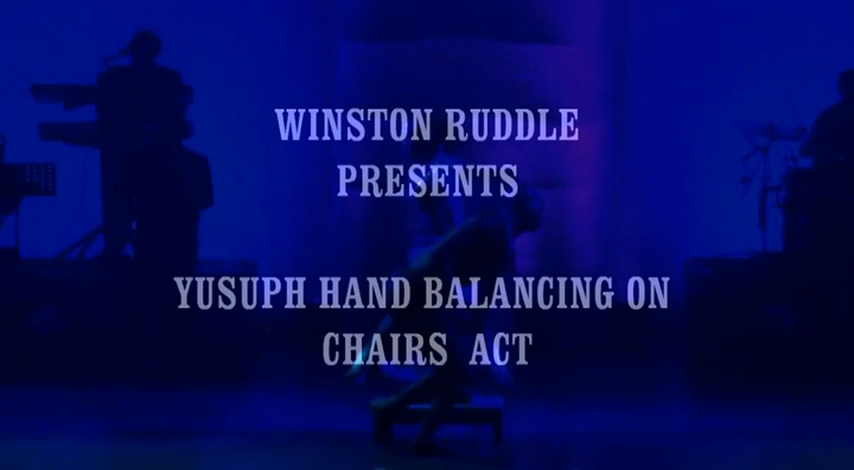 WINSTON RUDDLE
PRESENTS
YUSUPH HAND BALANCING ON
CHAIRS ACT